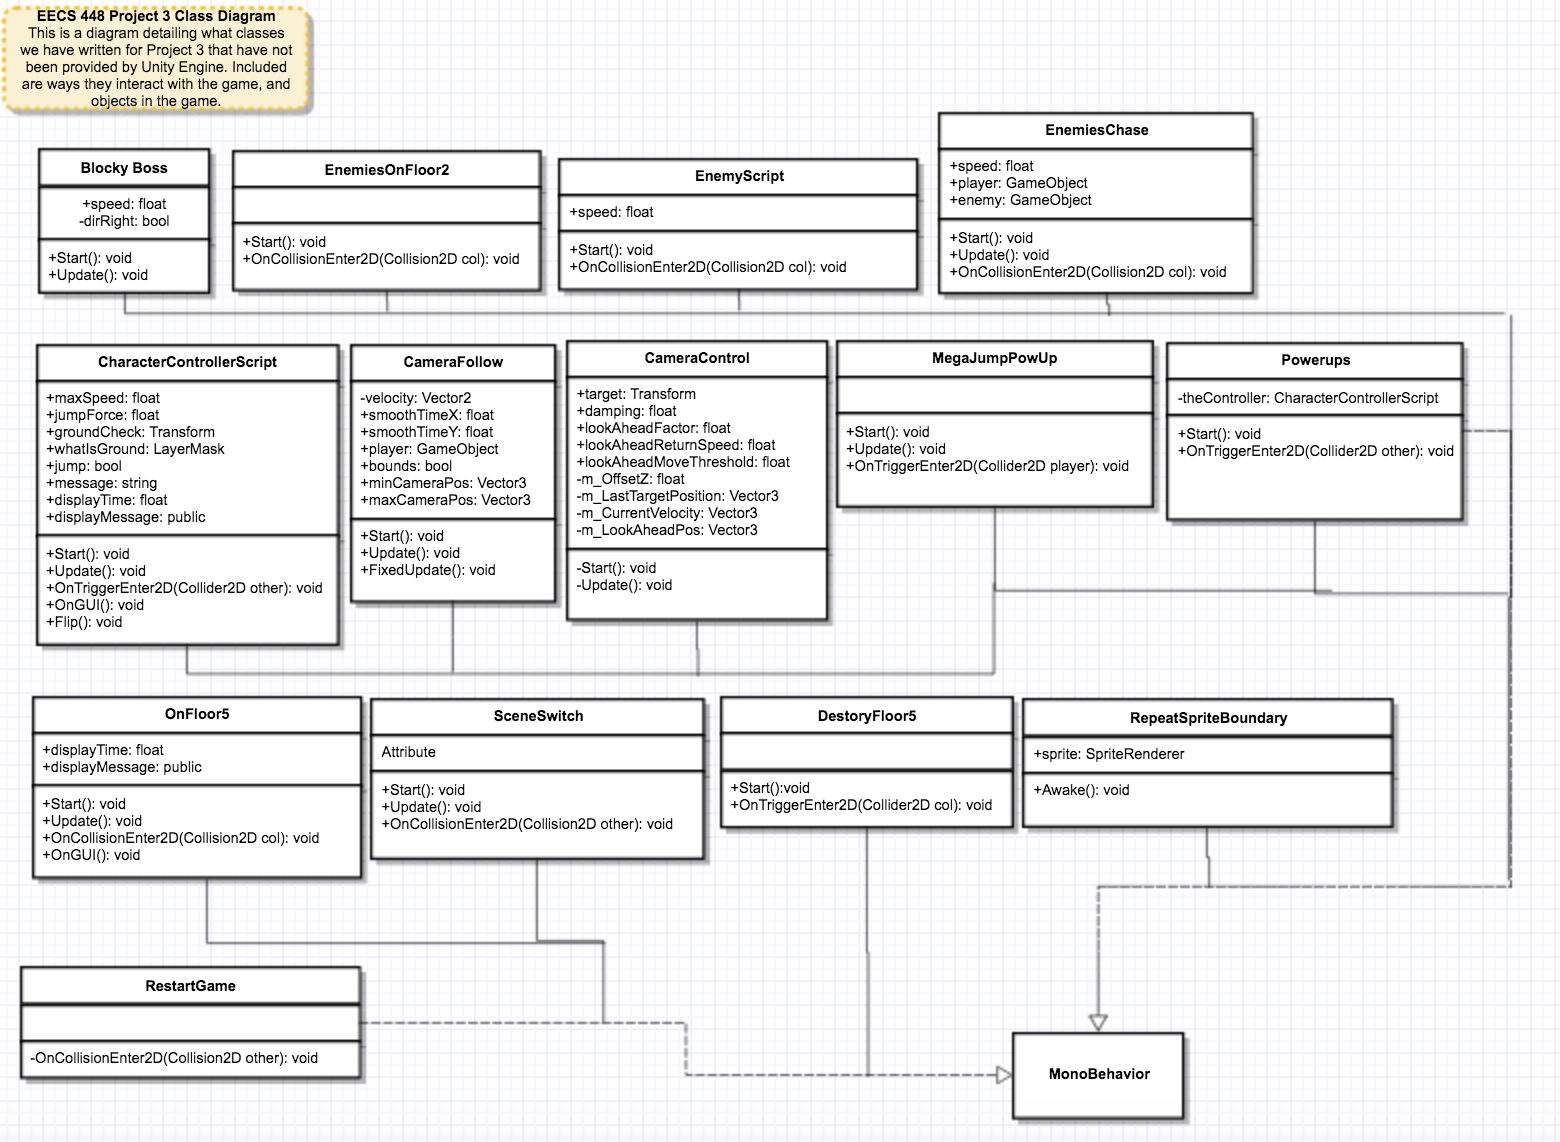 EECS 448 Project 3 Class Diagram
This is a diagram detailing what classes
we have written for Project 3 that have not
been provided by Unity Engine. Included
are ways they interact with the game, and
objects in the game.
Blocky Boss
+speed: float
-dirRight: bool
+Start(): void
+Update(): void
EnemiesOnFloor2
+Start(): void
+OnCollisionEnter2D(Collision2D col): void
EnemyScript
+speed: float
+Start(): void
+OnCollisionEnter2D(Collision2D col): void
EnemiesChase
+speed: float
+player: GameObject
+enemy: GameObject
+Start(): void
+Update(): void
+OnCollisionEnter2D(Collision2D col): void
CharacterControllerScript
+maxSpeed: float
+jumpForce: float
+groundCheck: Transform
+whatIsGround: LayerMask
+jump: bool
+message: string
+displayTime: float
+displayMessage: public
+Start(): void
+Update(): void
+OnTriggerEnter2D(Collider2D other): void
+OnGUI(): void
+Flip(): void
CameraFollow
-velocity: Vector2
+smoothTimeX: float
+smoothTimeY: float
+player: GameObject
+bounds: bool
+minCameraPos: Vector3
+maxCameraPos: Vector3
+Start(): void
+Update(): void
+FixedUpdate(): void
CameraControl
+target: Transform
+damping: float
+lookAheadFactor: float
+lookAheadReturnSpeed: float
+lookAheadMoveThreshold: float
-m_OffsetZ: float
-m_LastTargetPosition: Vector3
-m_CurrentVelocity: Vector3
-m_LookAheadPos: Vector3
-Start(): void
-Update(): void
MegaJumpPowUp
+Start(): void
+Update(): void
+OnTriggerEnter2D(Collider2D player): void
Powerups
-theController: CharacterControllerScript
+Start(): void
+OnTriggerEnter2D(Collider2D other): void
OnFloor5
+displayTime: float
+displayMessage: public
+Start(): void
+Update(): void
+OnCollisionEnter2D(Collision2D col): void
+OnGUI(): void
SceneSwitch
Attribute
+Start(): void
+Update(): void
+OnCollisionEnter2D(Collision2D other): void
DestoryFloor5
+Start():void
+OnTriggerEnter2D(Collider2D col): void
RepeatSpriteBoundary
+sprite: SpriteRenderer
+Awake(): void
RestartGame
-OnCollisionEnter2D(Collision2D other): void
MonoBehavior